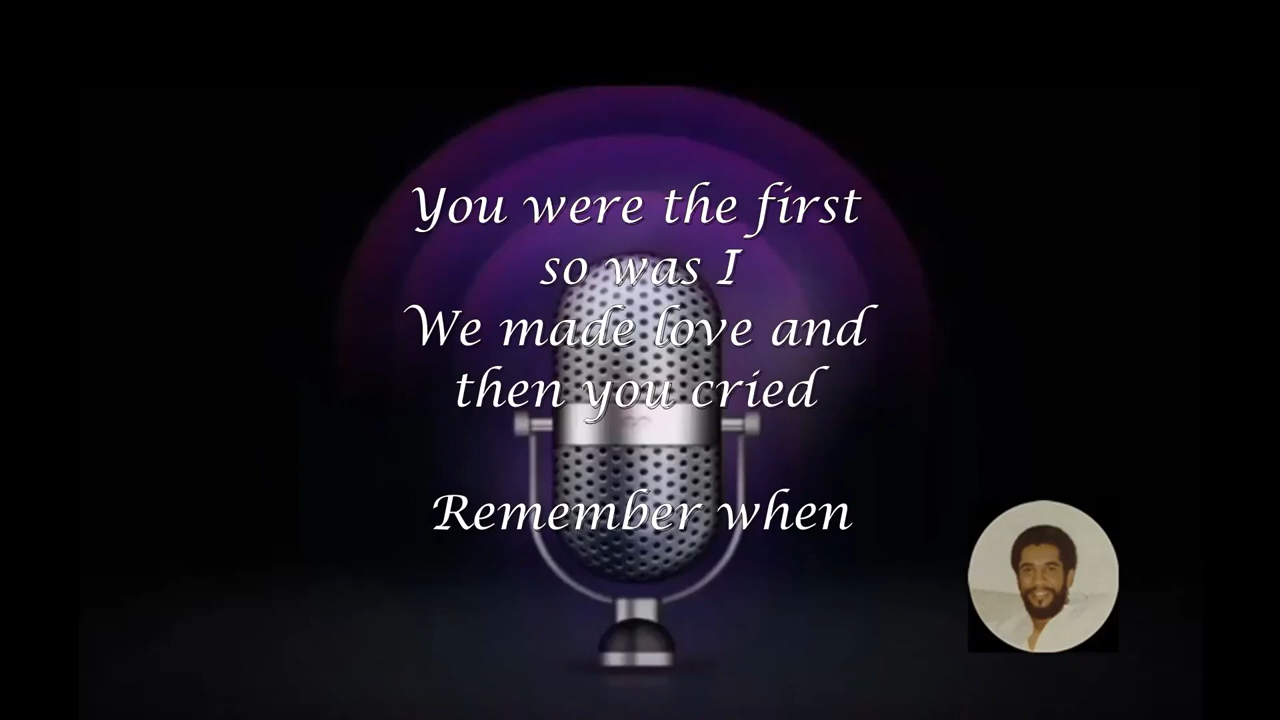 You were the first
so was I
We made love and
then you cried
Remember when